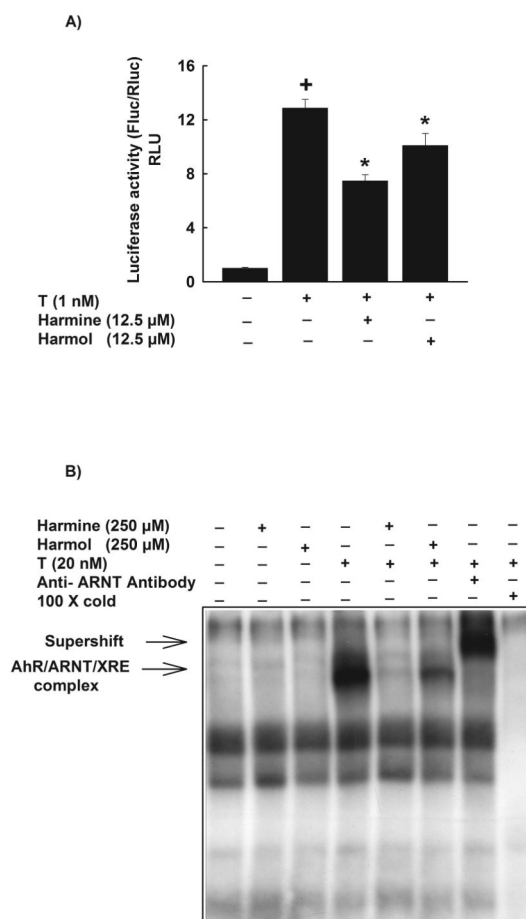 A)
Luciferase activity (Fluc/Rluc)
RLU
16
12
8
4
0
+
*
*
T (1 nM) – + + +
Harmine (12.5 µM) – – + –
Harmol (12.5 µM) – – – +
B)
Harmine (250 µM) – + – – + – – –
Harmol (250 µM) – – + – – + – –
T (20 nM) – – – + + + + +
Anti- ARNT Antibody – – – – – – + –
100 X cold – – – – – – – +
Supershift
AhR/ARNT/XRE
complex